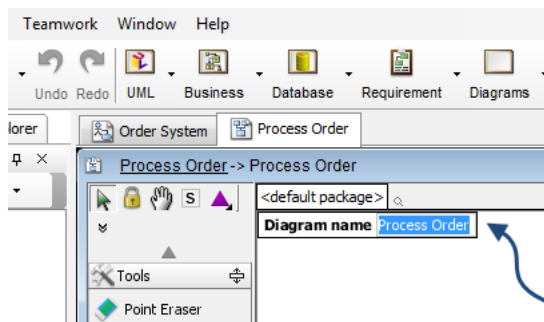 Teamwork Window Help
Undo Redo UML Business Database Requirement Diagrams
lorer Order System Process Order
Process Order -> Process Order
S <default package>
Diagram name Process Order
Tools
Point Eraser